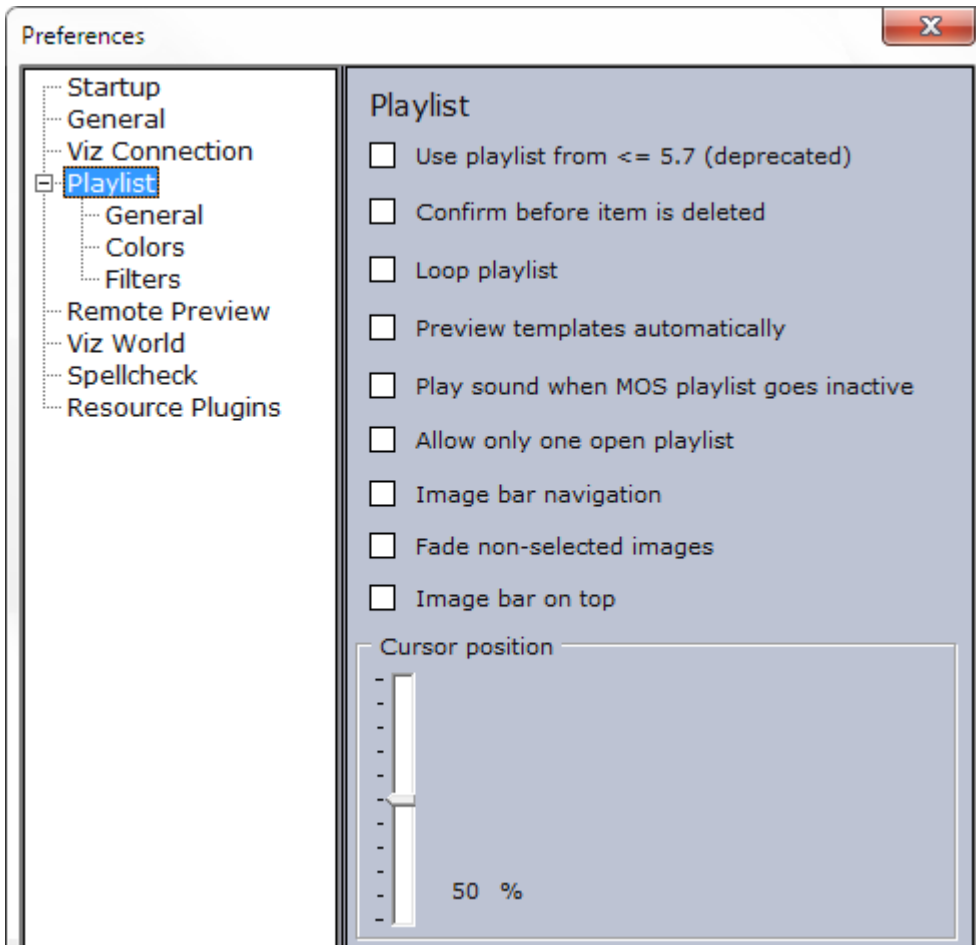 Preferences
Startup
General
Viz Connection
Playlist
General
Colors
Filters
Remote Preview
Viz World
Spellcheck
Resource Plugins
Playlist
Use playlist from <= 5.7 (deprecated)
Confirm before item is deleted
Loop playlist
Preview templates automatically
Play sound when MOS playlist goes inactive
Allow only one open playlist
Image bar navigation
Fade non-selected images
Image bar on top
Cursor position
50 %